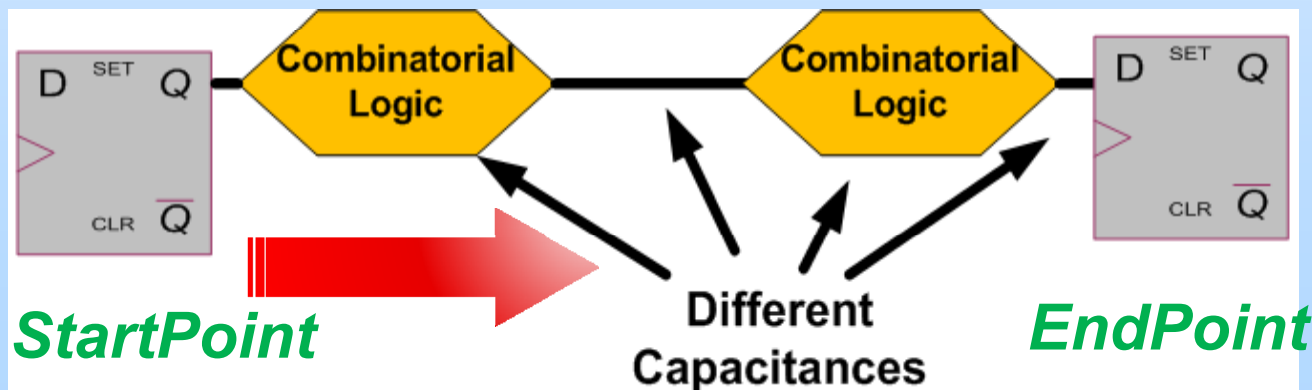 D SET Q
CLR Q
Combinatorial
Logic
Combinatorial
Logic
D SET Q
CLR Q
StartPoint
Different
Capacitances
EndPoint